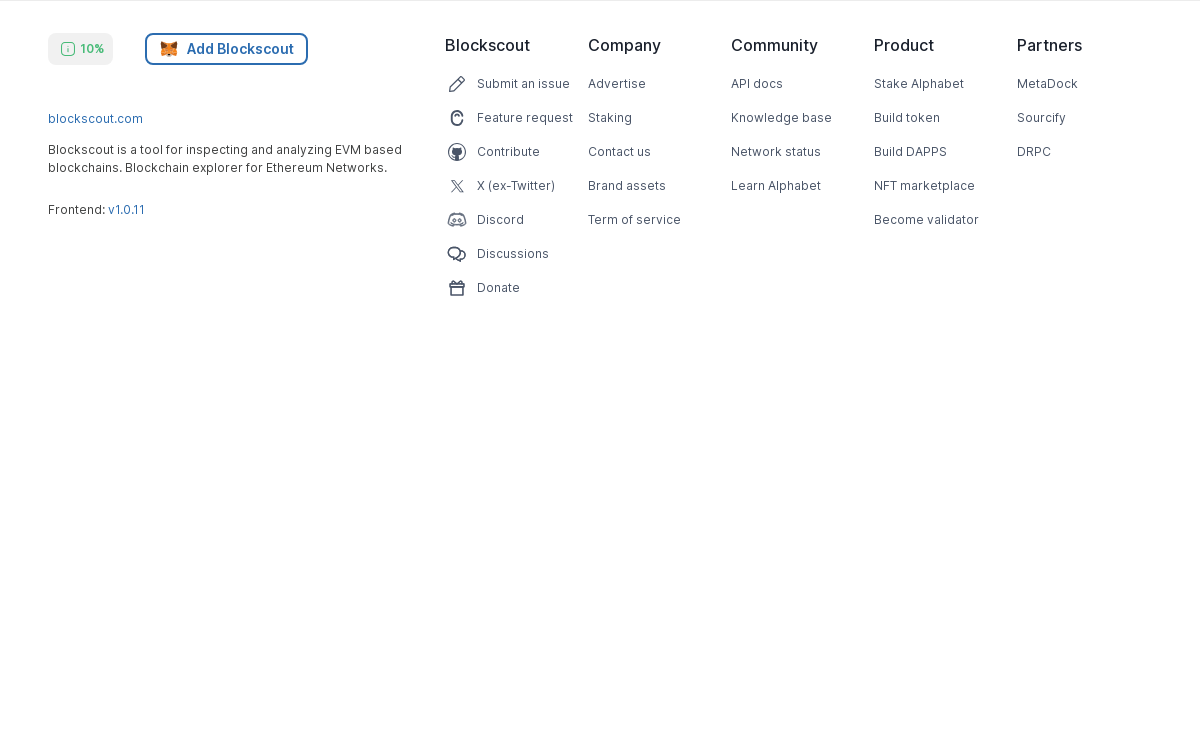 10%
Add Blockscout
blockscout.com
Blockscout is a tool for inspecting and analyzing EVM based
blockchains. Blockchain explorer for Ethereum Networks.
Frontend: v1.0.11
Blockscout
Submit an issue
Feature request
Contribute
X (ex-Twitter)
Discord
Discussions
Donate
Company
Advertise
Staking
Contact us
Brand assets
Term of service
Community
API docs
Knowledge base
Network status
Learn Alphabet
Product
Stake Alphabet
Build token
Build DAPPS
NFT marketplace
Become validator
Partners
MetaDock
Sourcify
DRPC